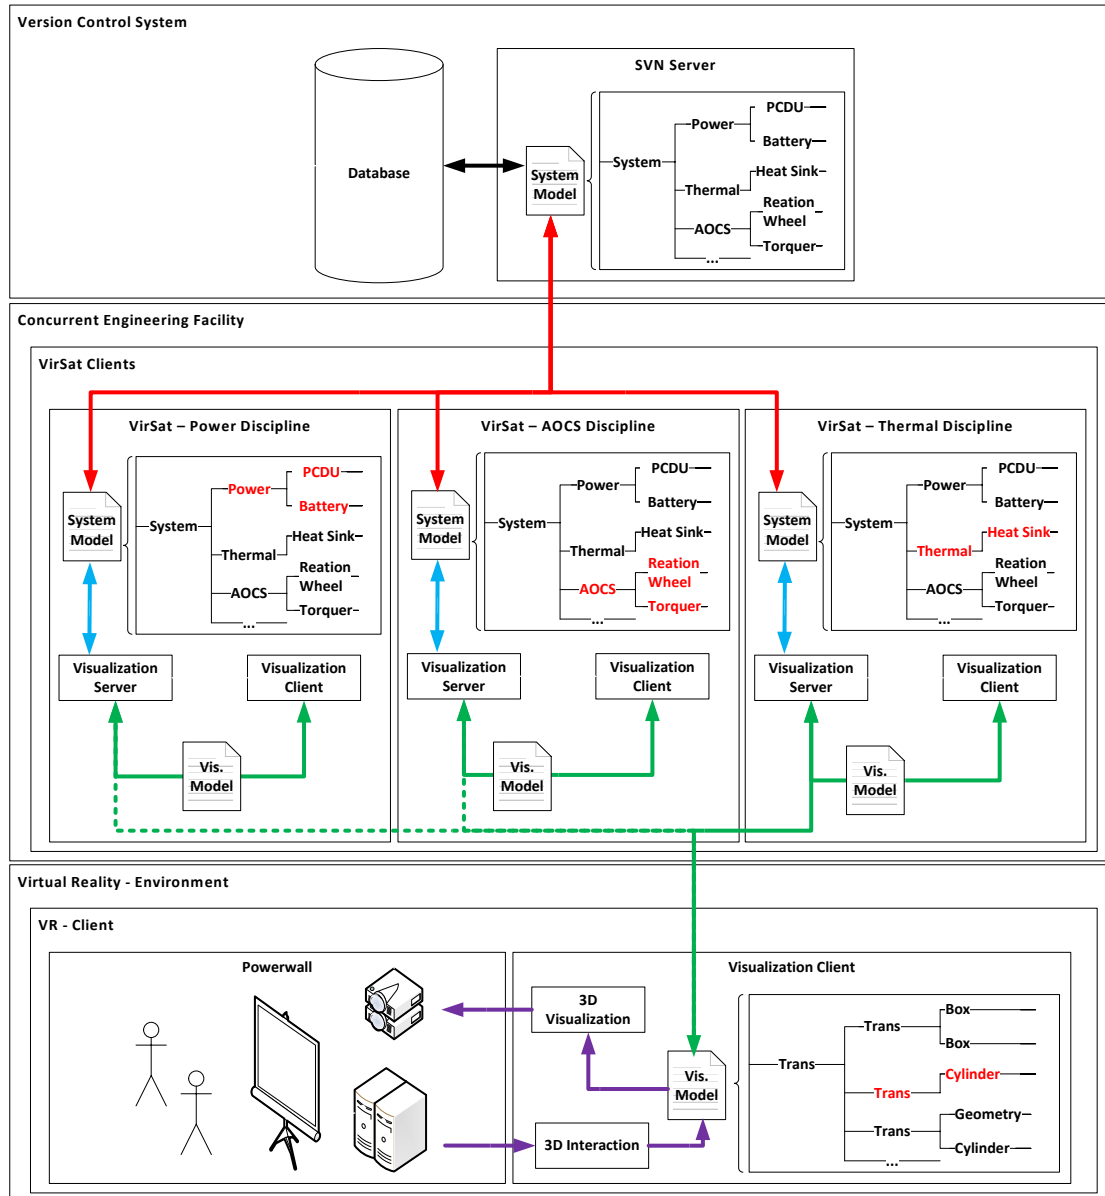 Version Control System
SVN Server
Database
System
Model
System
Power
PCDU
Battery
Thermal
Heat Sink
AOCS
Reation
Wheel
Torquer
...
Concurrent Engineering Facility
VirSat Clients
VirSat – Power Discipline
System
Model
System
Power
PCDU
Battery
Thermal
Heat Sink
AOCS
Reation
Wheel
Torquer
...
Visualization
Server
Visualization
Client
Vis.
Model
VirSat – AOCS Discipline
System
Model
System
Power
PCDU
Battery
Thermal
Heat Sink
AOCS
Reation
Wheel
Torquer
...
Visualization
Server
Visualization
Client
Vis.
Model
VirSat – Thermal Discipline
System
Model
System
Power
PCDU
Battery
Thermal
Heat Sink
AOCS
Reation
Wheel
Torquer
...
Visualization
Server
Visualization
Client
Vis.
Model
Virtual Reality - Environment
VR - Client
Powerwall
Visualization Client
3D
Visualization
Vis.
Model
3D Interaction
Trans
Trans
Box
Box
Trans
Cylinder
Trans
Geometry
Cylinder
...